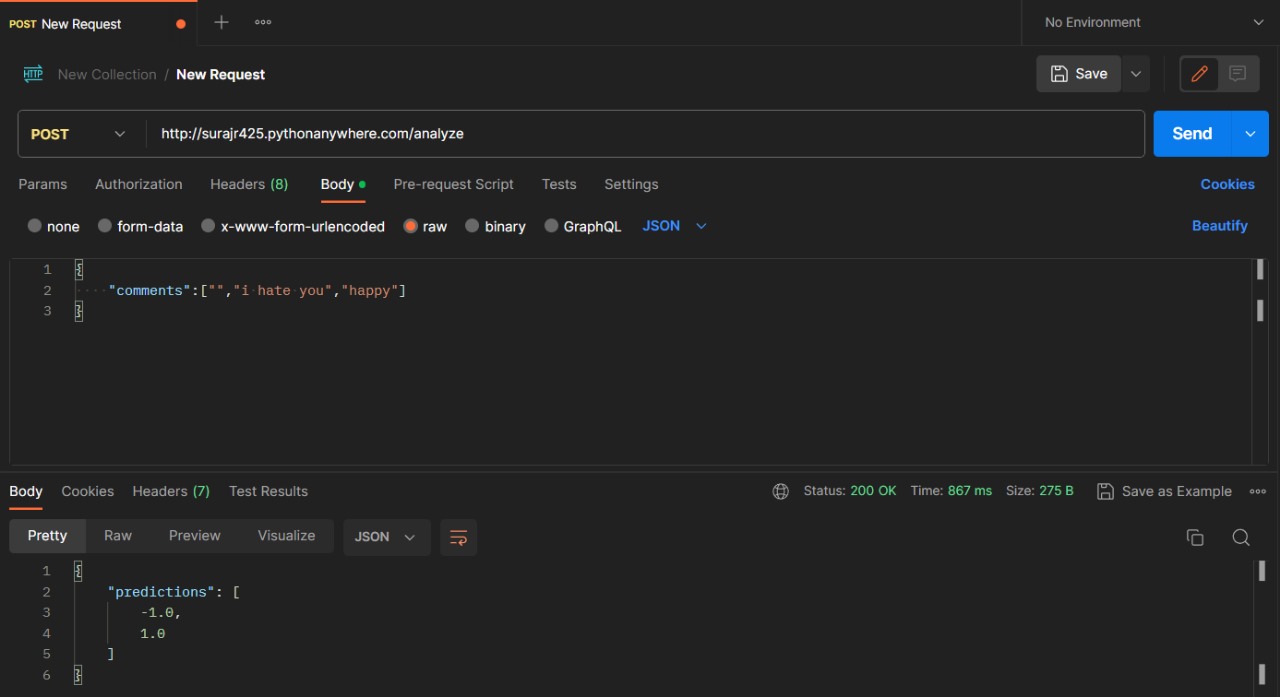 POST New Request
No Environment
HTTP New Collection / New Request
Save
POST http://surajr425.pythonanywhere.com/analyze
Send
Params Authorization Headers (8) Body Pre-request Script Tests Settings Cookies
none form-data x-www-form-urlencoded raw binary GraphQL JSON Beautify
1 {
2 ····"comments":["","i·hate·you","happy"]
3 }
Body Cookies Headers (7) Test Results Status: 200 OK Time: 867 ms Size: 275 B Save as Example
Pretty Raw Preview Visualize JSON
1 {
2 "predictions": [
3 -1.0,
4 1.0
5 ]
6 }